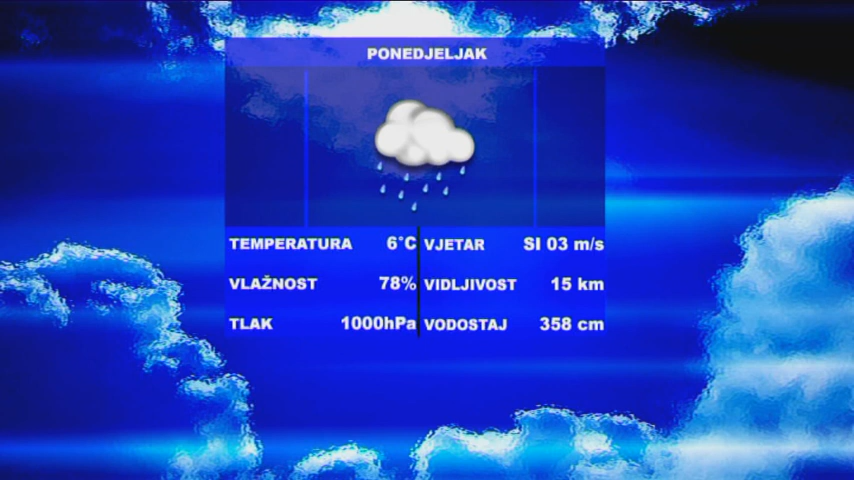 PONEDJELJAK
TEMPERATURA 6°C VJETAR SI 03 m/s
VLAŽNOST 78% VIDLJIVOST 15 km
TLAK 1000hPa VODOSTAJ 358 cm